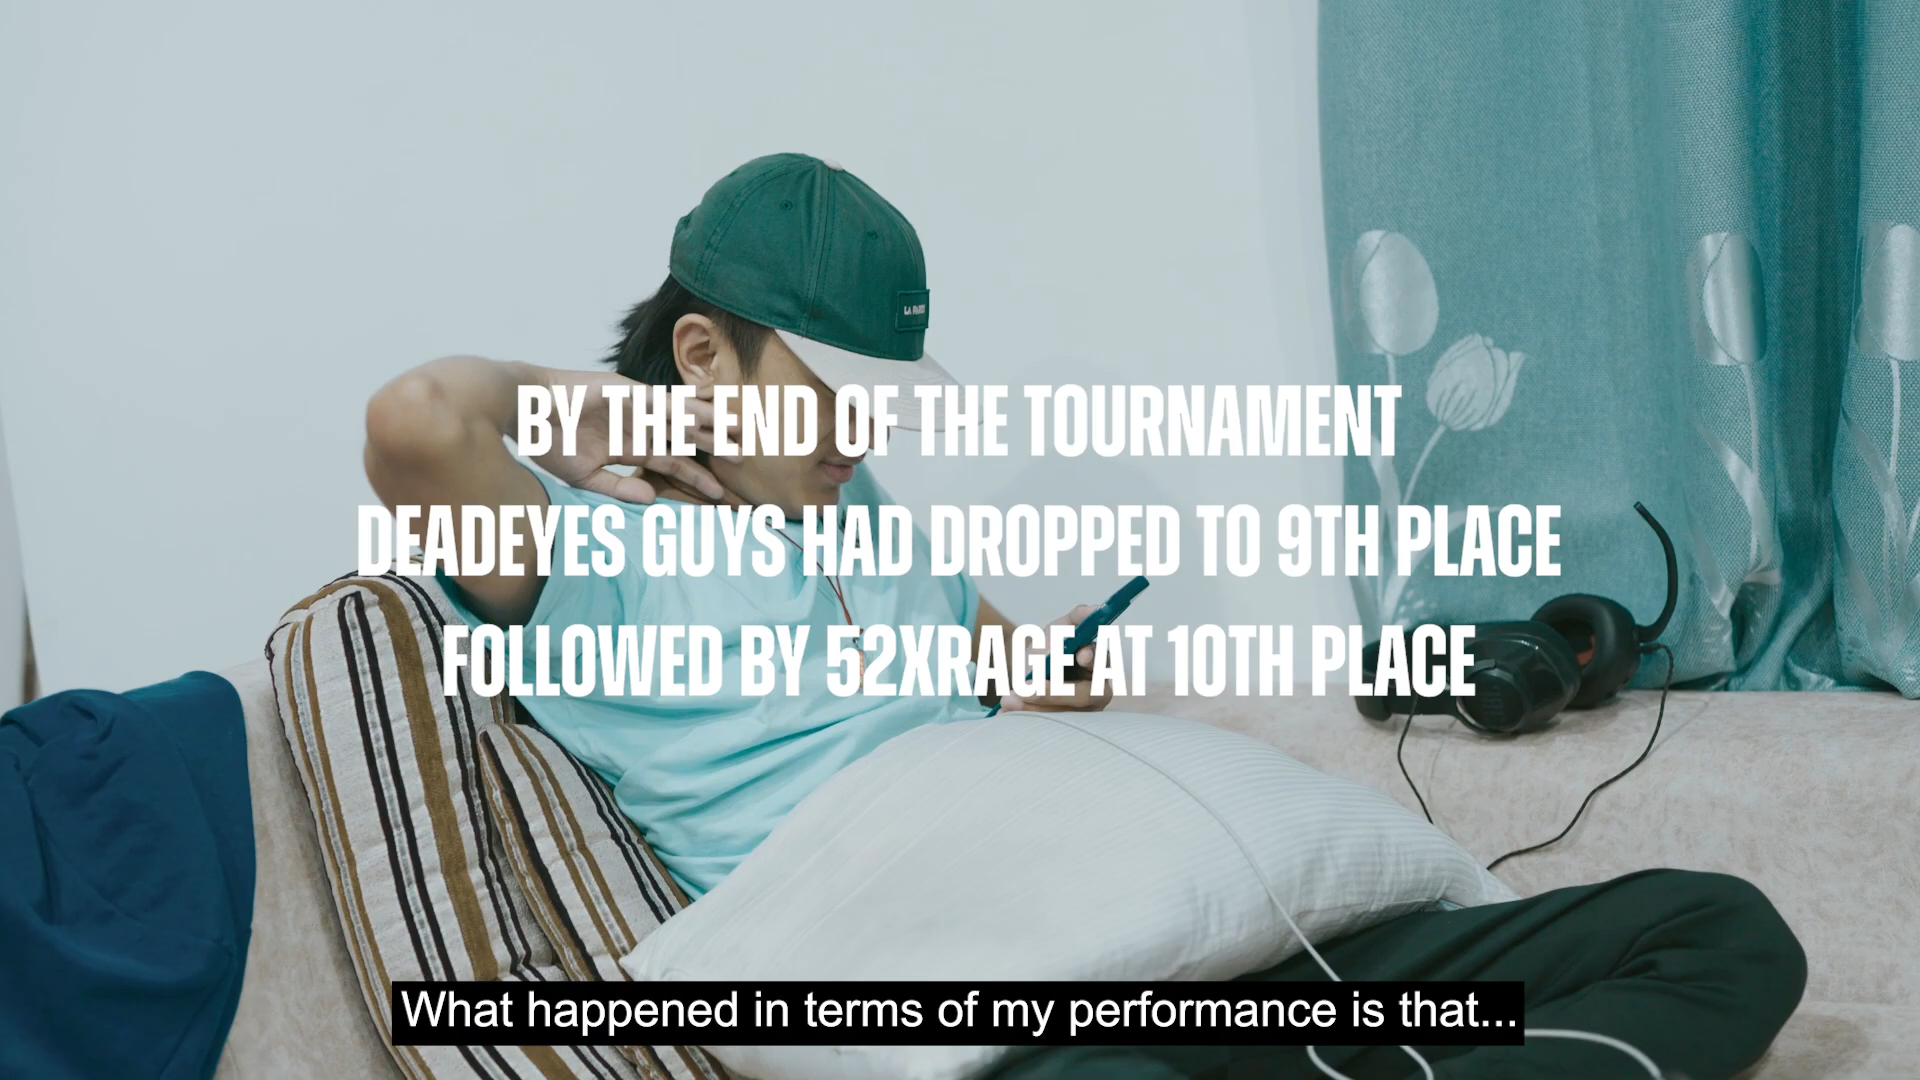 BY THE END OF THE TOURNAMENT
DEADEYES GUYS HAD DROPPED TO 9TH PLACE
FOLLOWED BY 52XRAGE AT 10TH PLACE
What happened in terms of my performance is that...